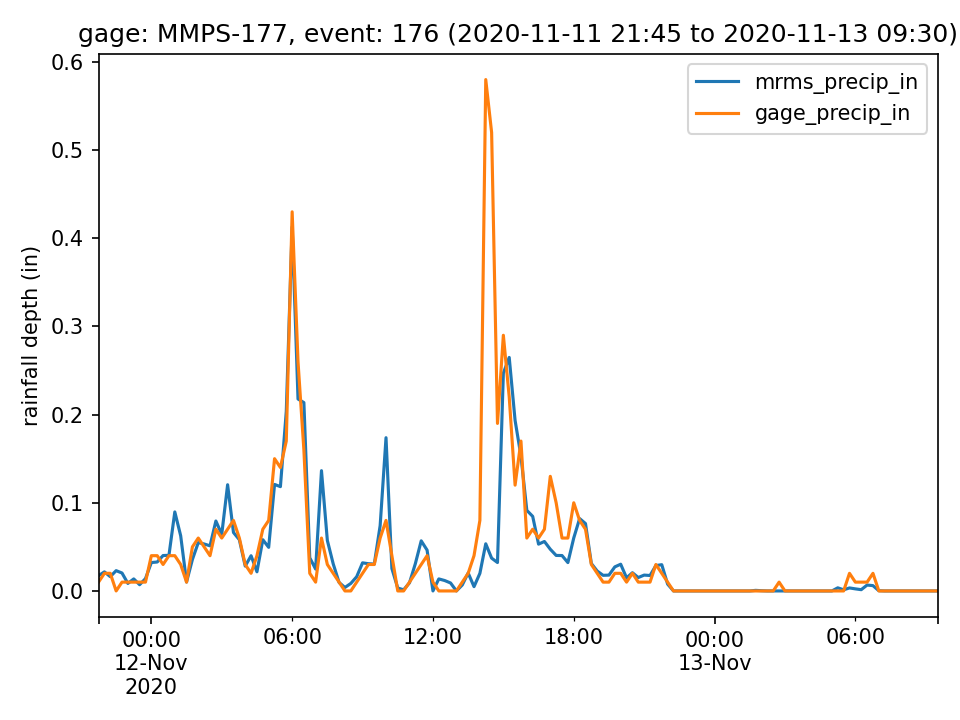 gage: MMPS-177, event: 176 (2020-11-11 21:45 to 2020-11-13 09:30)
mrms_precip_in
gage_precip_in
rainfall depth (in)
0.6
0.5
0.4
0.3
0.2
0.1
0.0
00:00
12-Nov
2020
06:00
12:00
18:00
00:00
13-Nov
06:00